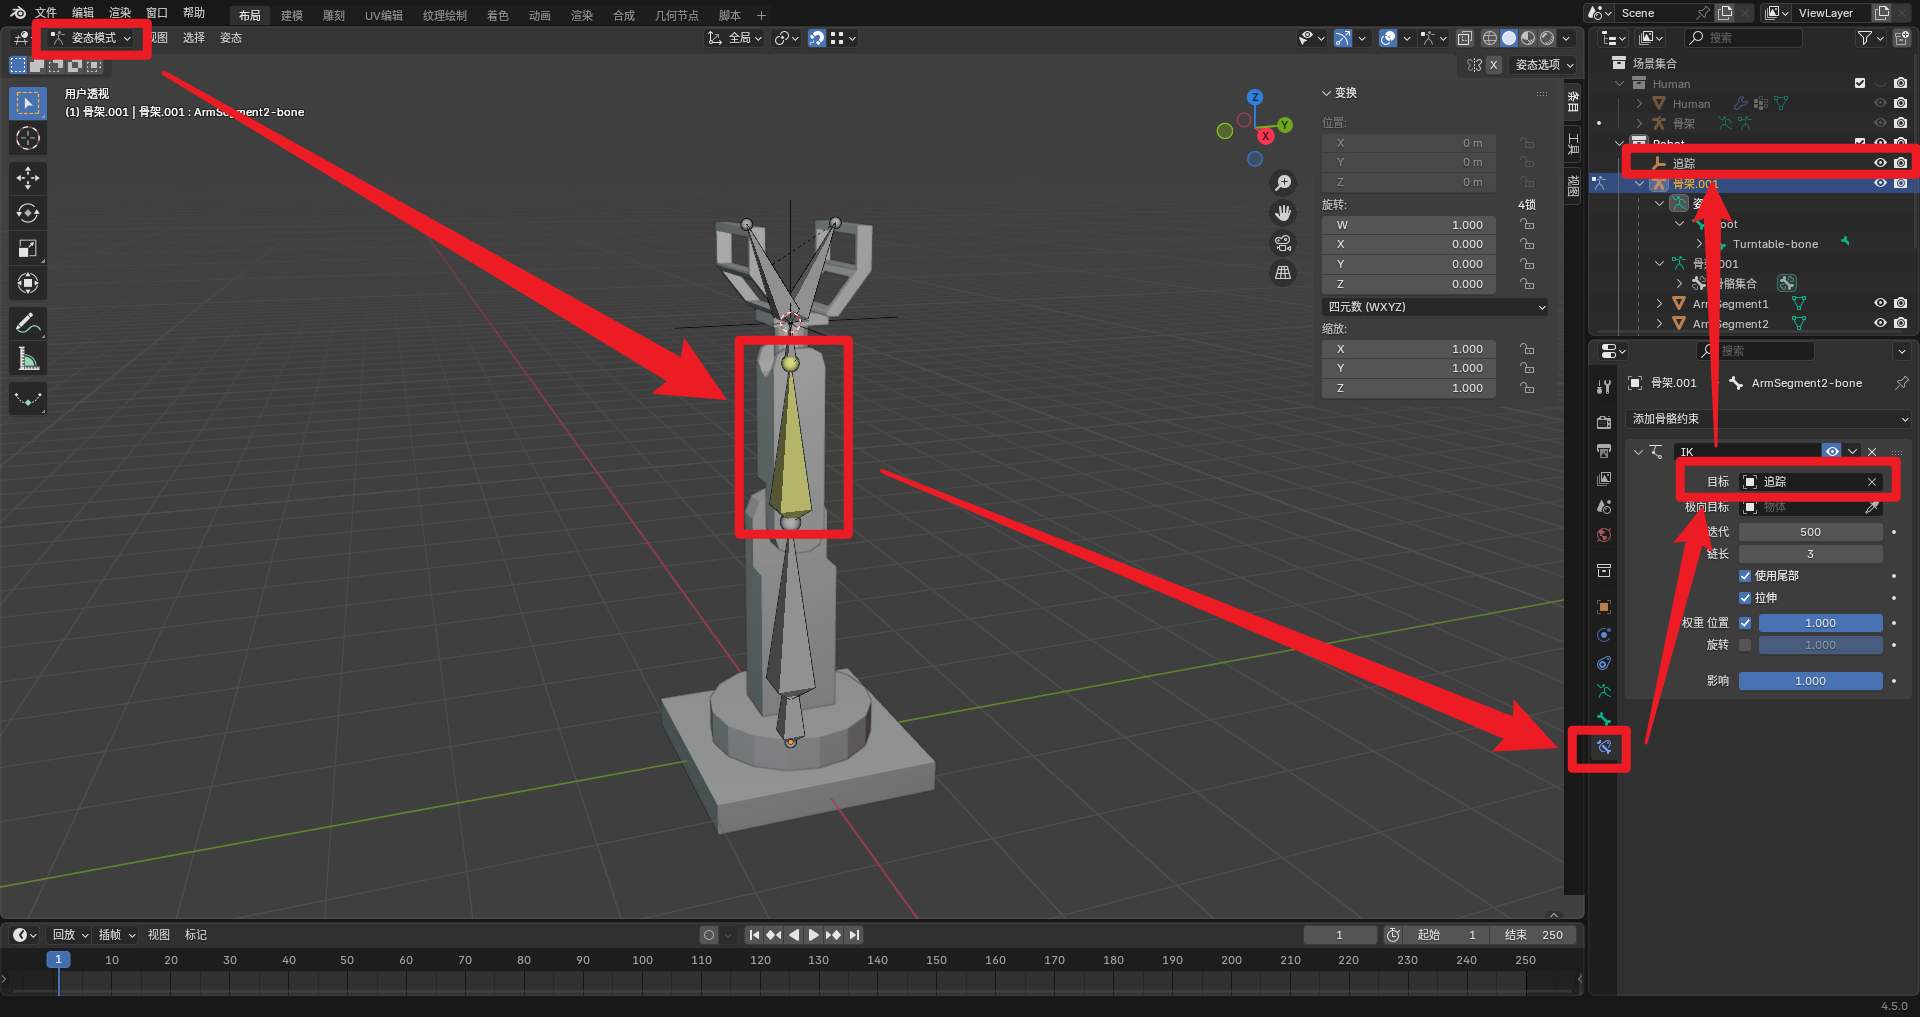 文件 编辑 渲染 窗口 帮助
布局 建模 雕刻 UV编辑 纹理绘制 着色 动画 渲染 合成 几何节点 脚本 +
Scene
ViewLayer
姿态模式 视图 选择 姿态
全局
搜索
X 姿态选项
用户透视
(1) 骨架.001 | 骨架.001 : ArmSegment2-bone
Z
Y
X
变换
位置:
X 0 m
Y 0 m
Z 0 m
旋转: 4锁
W 1.000
X 0.000
Y 0.000
Z 0.000
四元数 (WXYZ)
缩放:
X 1.000
Y 1.000
Z 1.000
条目
工具
视图
场景集合
Human
Human
骨架
Robot
追踪
骨架.001
姿
Turntable-bone
骨骼集合
ArmSegment1
ArmSegment2
搜索
骨架.001
ArmSegment2-bone
添加骨骼约束
IK
目标 追踪
极向目标 物体
迭代 500
链长 3
使用尾部
拉伸
权重 位置 1.000
旋转 1.000
影响 1.000
回放 插帧 视图 标记
1
起始 1
结束 250
1 10 20 30 40 50 60 70 80 90 100 110 120 130 140 150 160 170 180 190 200 210 220 230 240 250
4.5.0